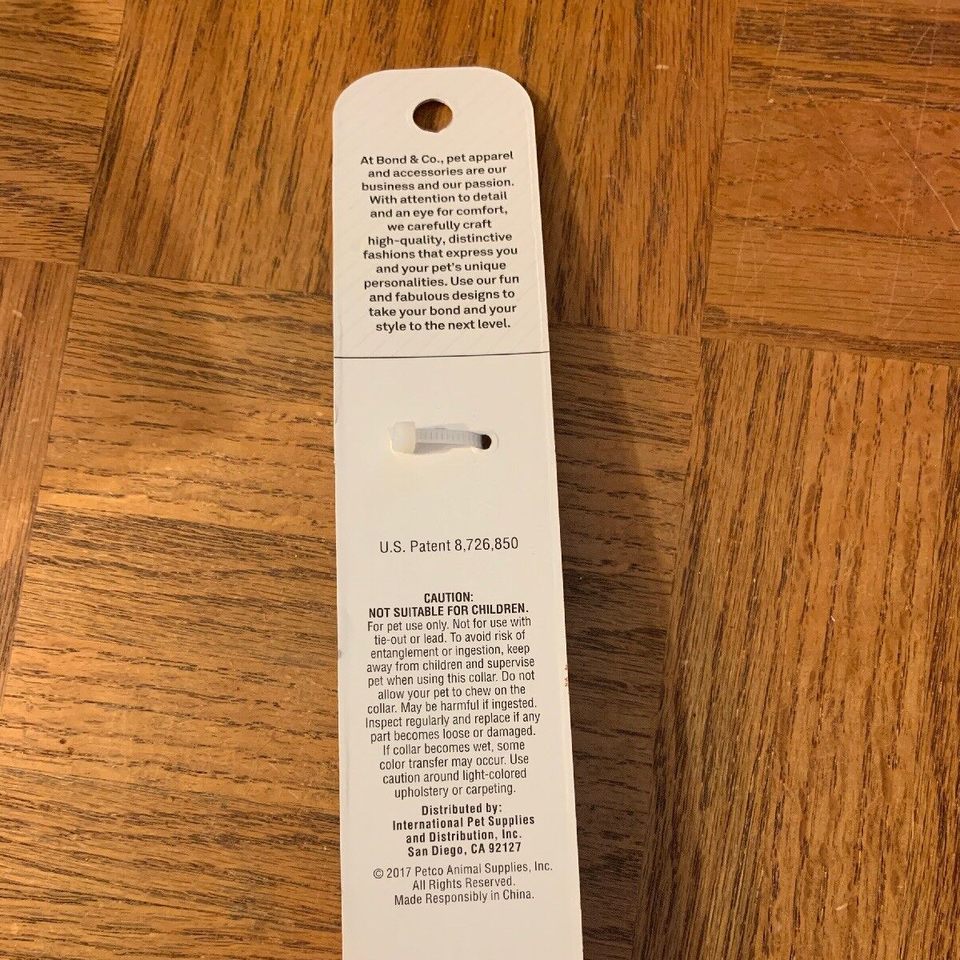 At Bond & Co., pet apparel
and accessories are our
business and our passion.
With attention to detail
and an eye for comfort,
we carefully craft
high-quality, distinctive
fashions that express you
and your pet's unique
personalities. Use our fun
and fabulous designs to
take your bond and your
style to the next level.
U.S. Patent 8,726,850
CAUTION:
NOT SUITABLE FOR CHILDREN.
For pet use only. Not for use with
tie-out or lead. To avoid risk of
entanglement or ingestion, keep
away from children and supervise
pet when using this collar. Do not
allow your pet to chew on the
collar. May be harmful if ingested.
Inspect regularly and replace if any
part becomes loose or damaged.
If collar becomes wet, some
color transfer may occur. Use
caution around light-colored
upholstery or carpeting.
Distributed by:
International Pet Supplies
and Distribution, Inc.
San Diego, CA 92127
© 2017 Petco Animal Supplies, Inc.
All Rights Reserved.
Made Responsibly in China.